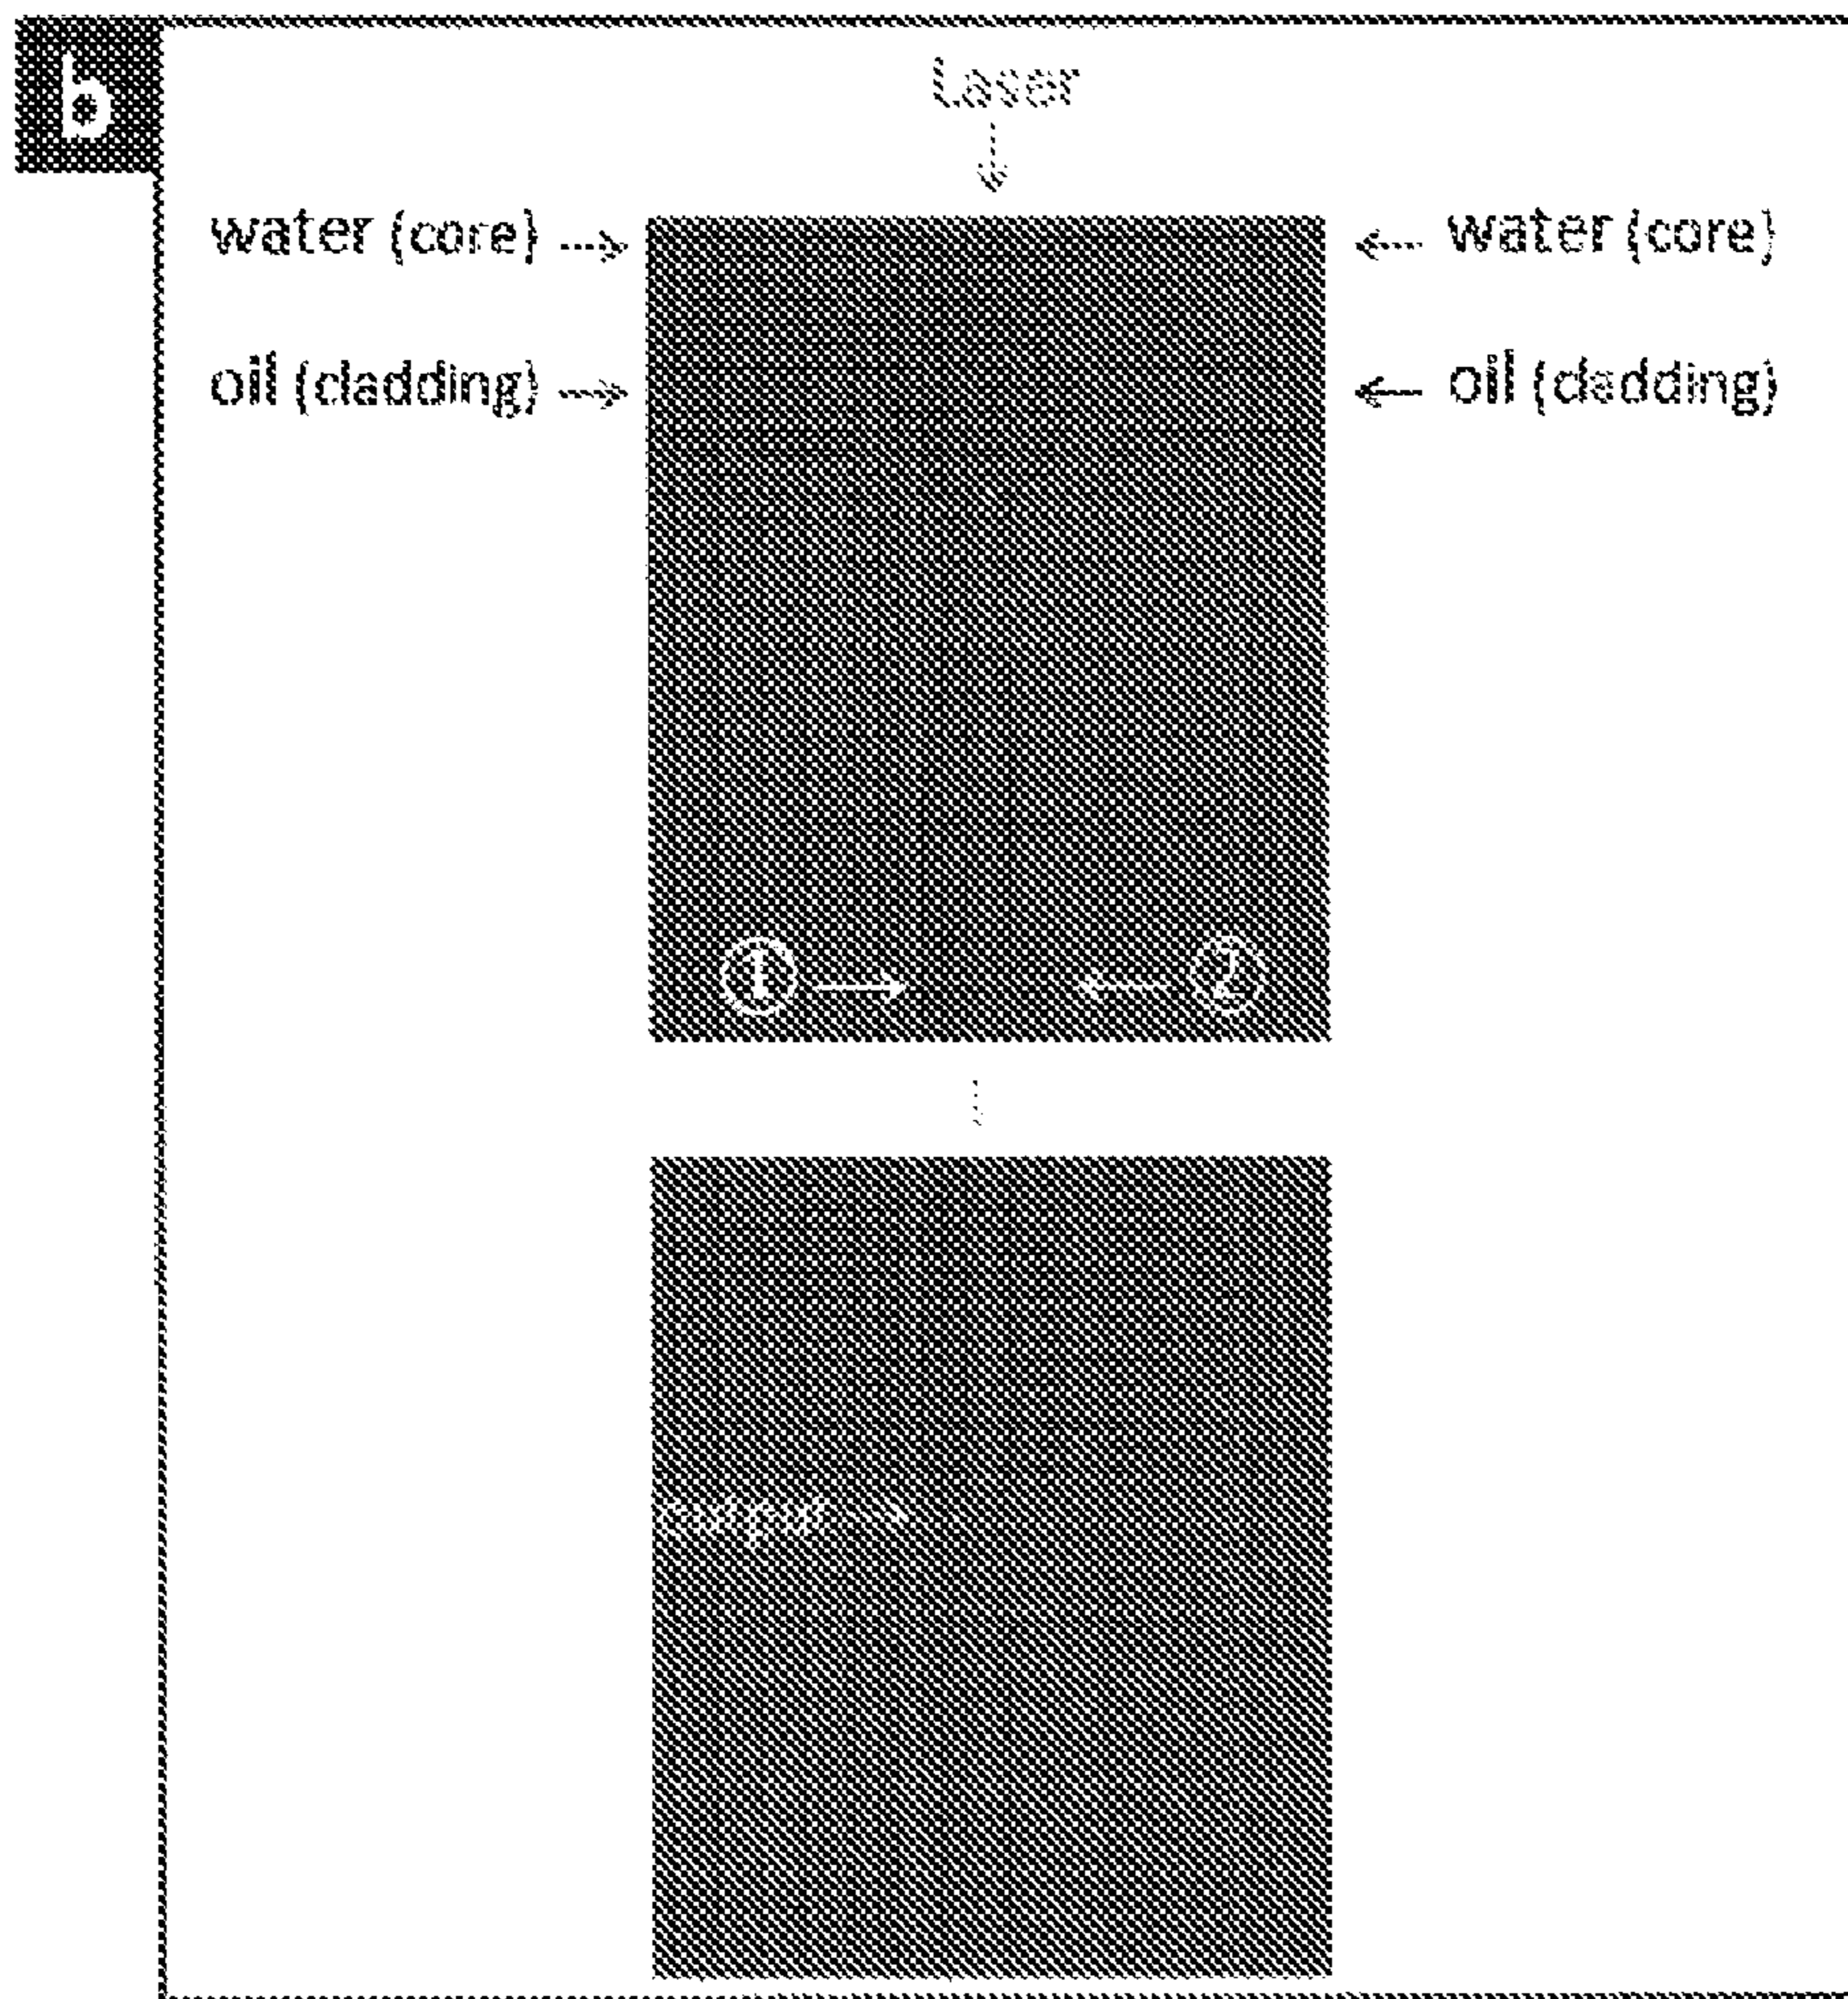 b
Laser
water (core) water (core)
oil (cladding) oil (cladding)
① ②